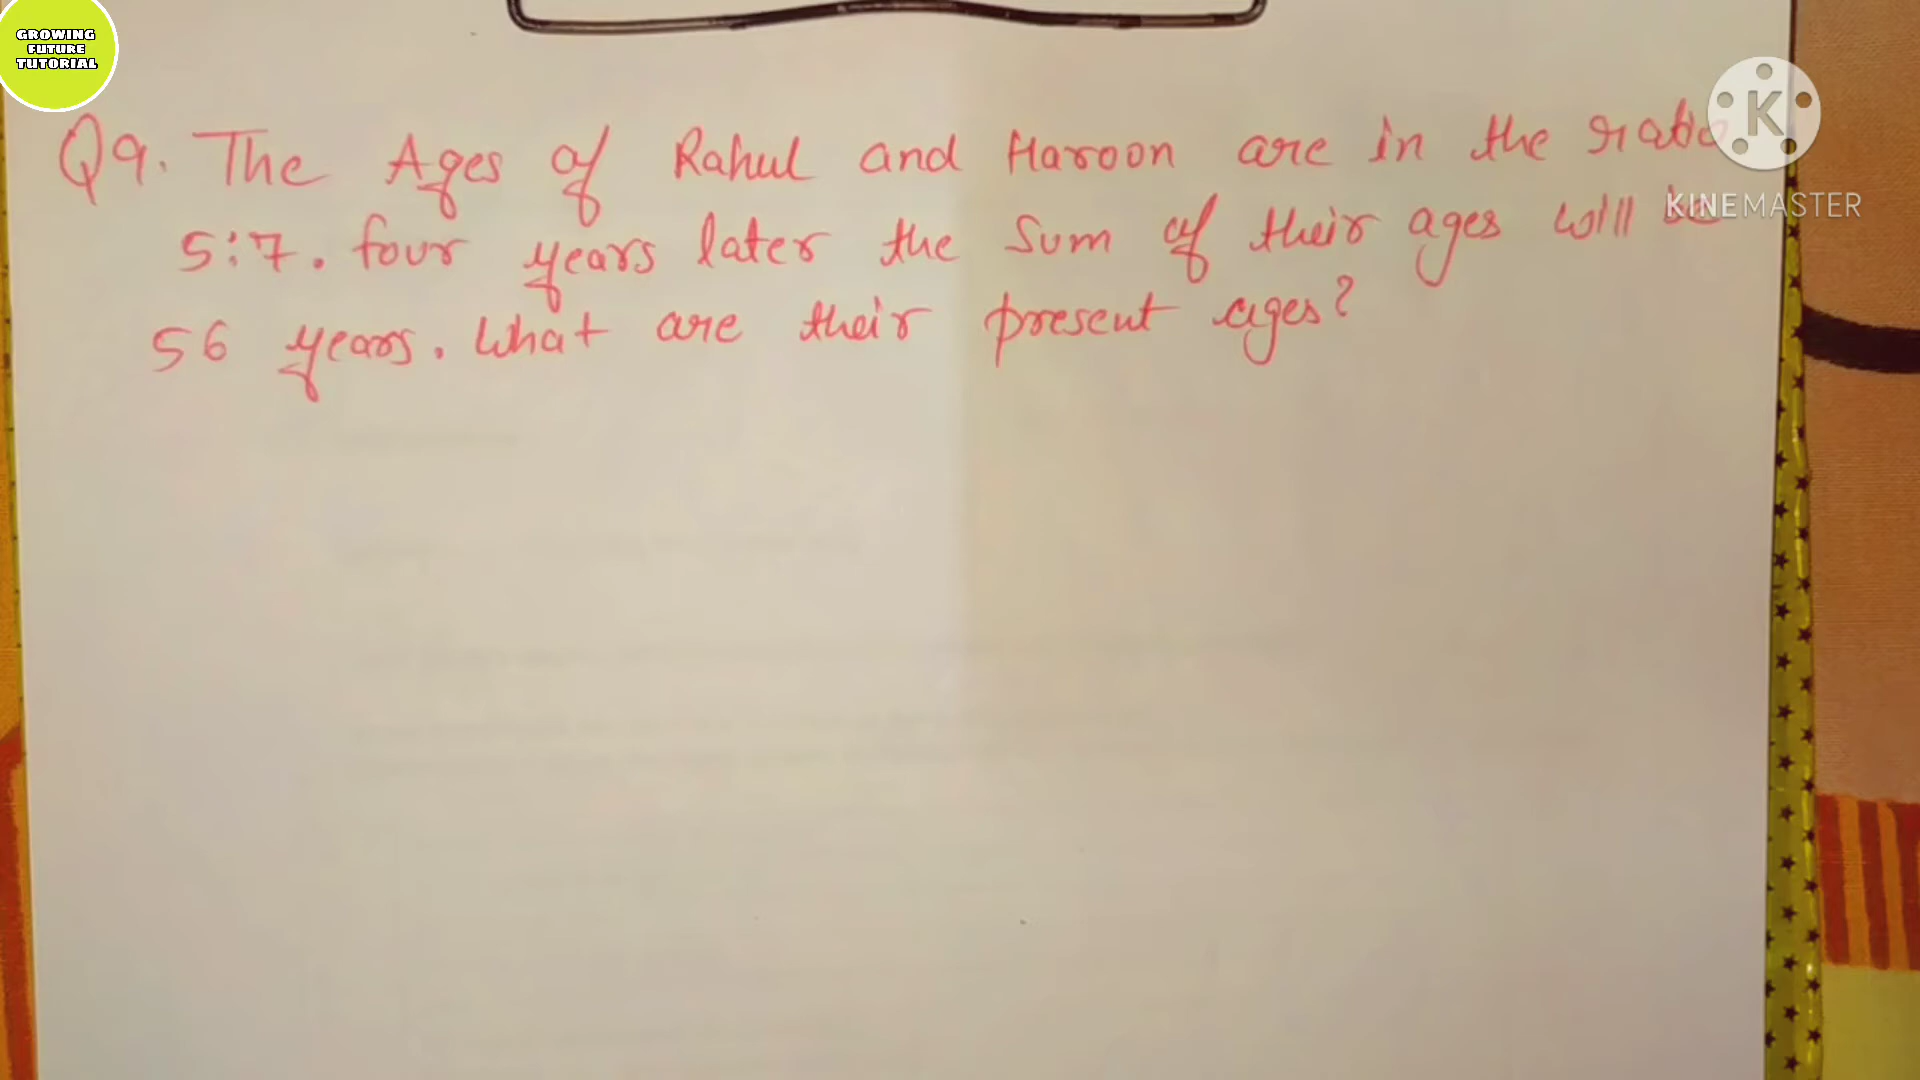 GROWING
FUTURE
TUTORIAL
K
KINEMASTER
Q9. The Ages of Rahul and Haroon are in the ratio
5:7. four years later the sum of their ages will be
56 years. What are their present ages?